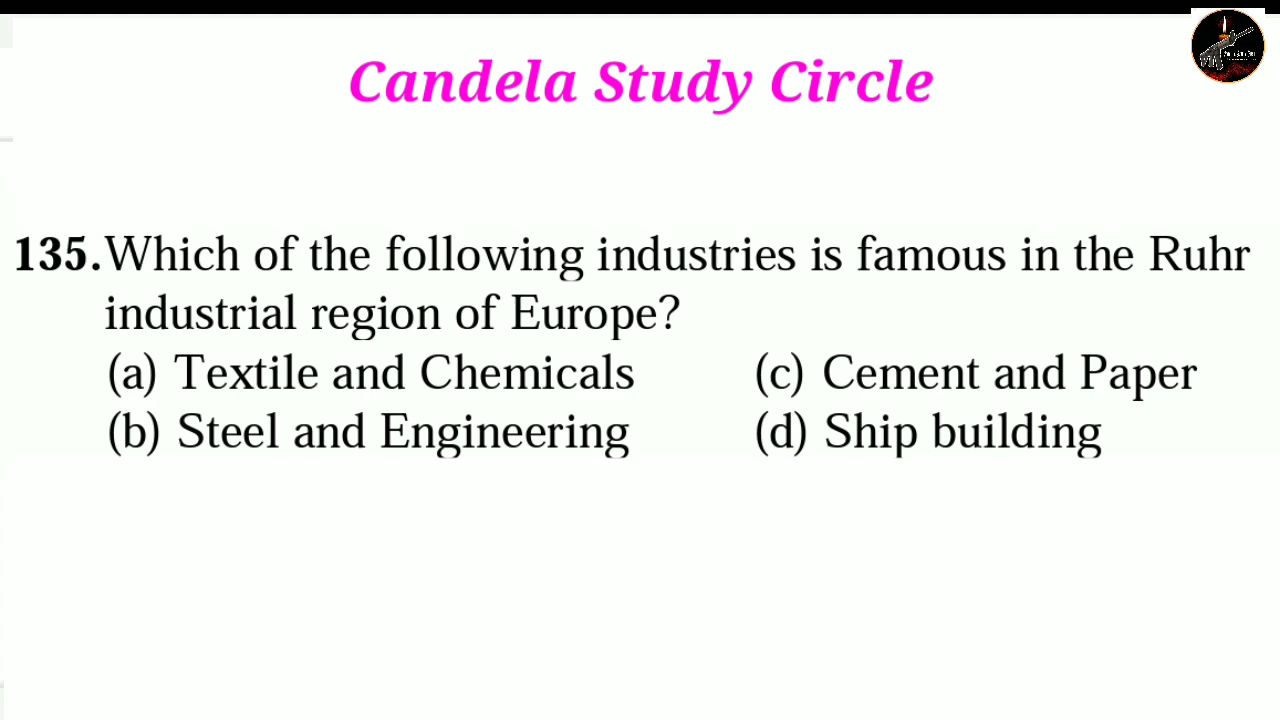 Candela Study Circle
135.Which of the following industries is famous in the Ruhr
industrial region of Europe?
(a) Textile and Chemicals (c) Cement and Paper
(b) Steel and Engineering (d) Ship building